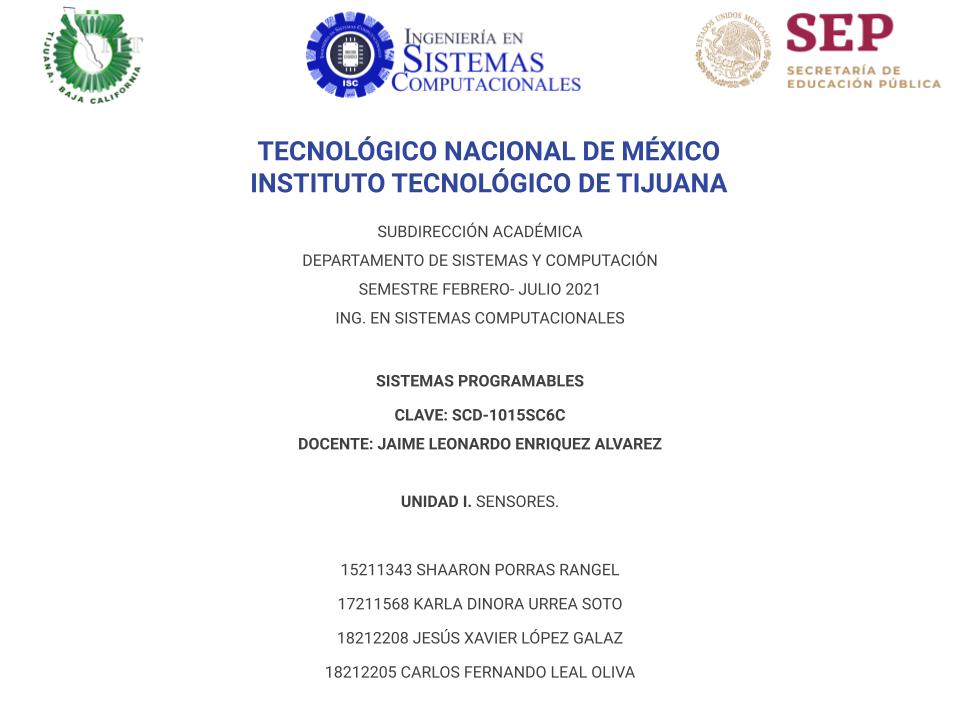 TIJUANA, BAJA CALIFORNIA
ISC
INGENIERÍA EN
SISTEMAS
COMPUTACIONALES
ESTADOS UNIDOS MEXICANOS
SEP
SECRETARÍA DE
EDUCACIÓN PÚBLICA
TECNOLÓGICO NACIONAL DE MÉXICO
INSTITUTO TECNOLÓGICO DE TIJUANA
SUBDIRECCIÓN ACADÉMICA
DEPARTAMENTO DE SISTEMAS Y COMPUTACIÓN
SEMESTRE FEBRERO- JULIO 2021
ING. EN SISTEMAS COMPUTACIONALES
SISTEMAS PROGRAMABLES
CLAVE: SCD-1015SC6C
DOCENTE: JAIME LEONARDO ENRIQUEZ ALVAREZ
UNIDAD I. SENSORES.
15211343 SHAARON PORRAS RANGEL
17211568 KARLA DINORA URREA SOTO
18212208 JESÚS XAVIER LÓPEZ GALAZ
18212205 CARLOS FERNANDO LEAL OLIVA